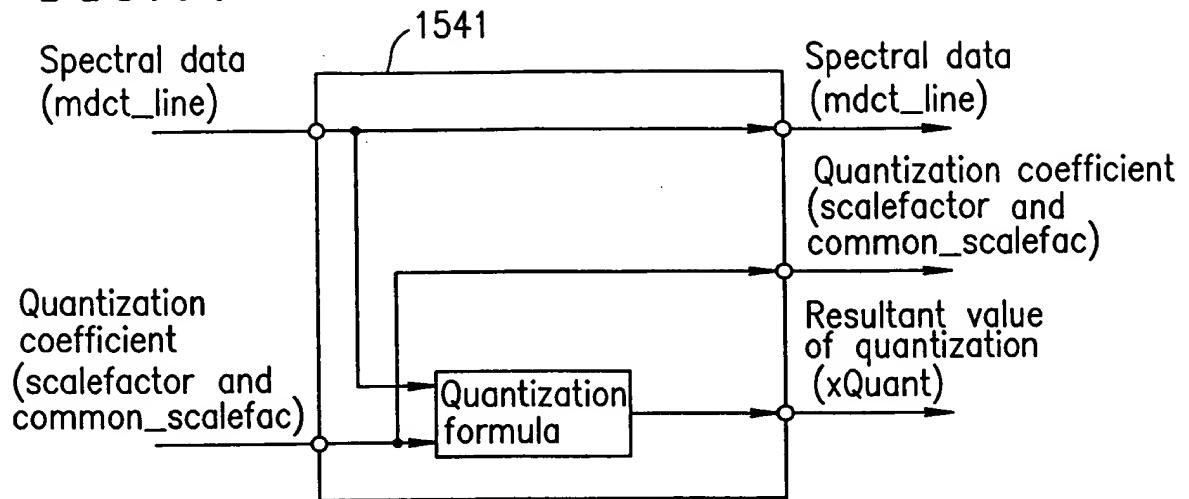 1541
Spectral data
(mdct_line)
Spectral data
(mdct_line)
Quantization coefficient
(scalefactor and
common_scalefac)
Quantization
coefficient
(scalefactor and
common_scalefac)
Quantization
formula
Resultant value
of quantization
(xQuant)